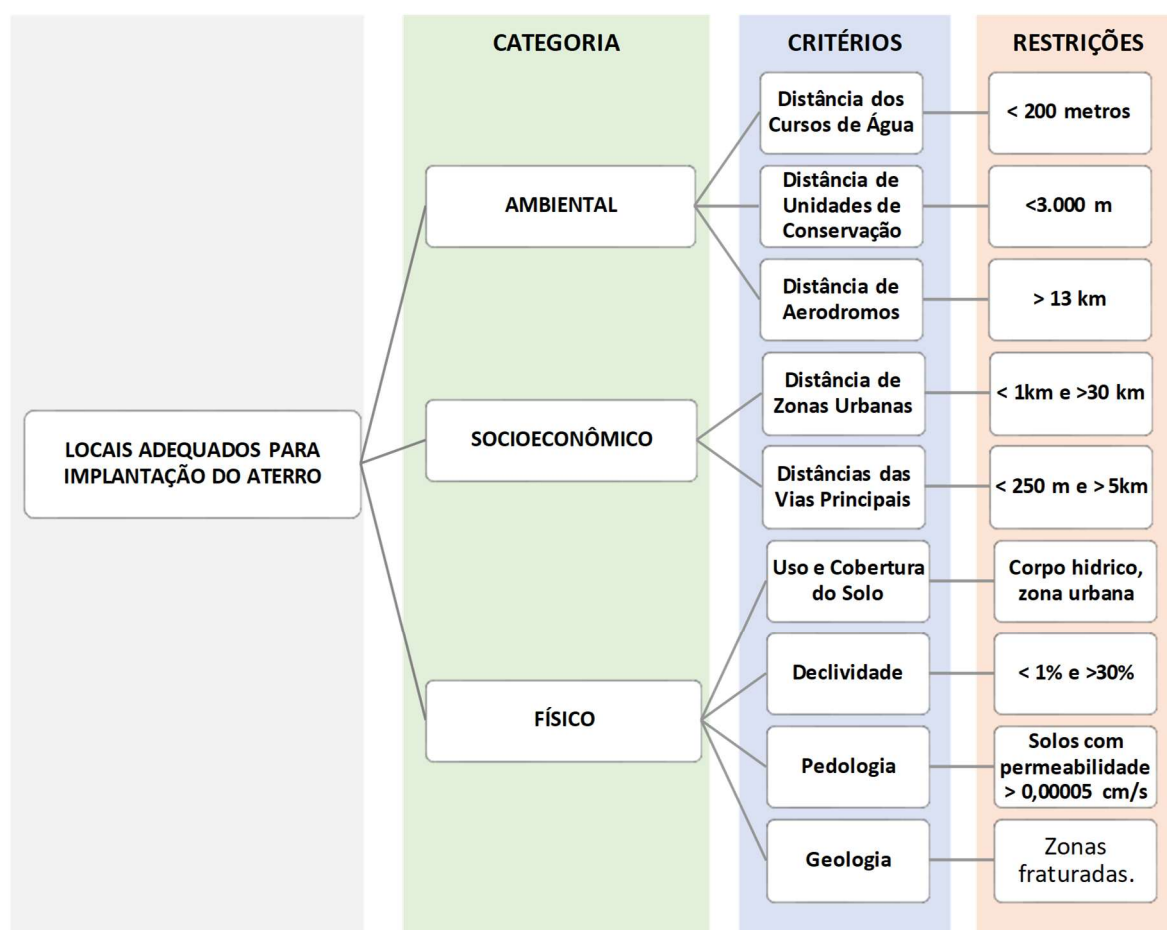 CATEGORIA
CRITÉRIOS
RESTRIÇÕES
LOCAIS ADEQUADOS PARA
IMPLANTAÇÃO DO ATERRO
AMBIENTAL
Distância dos
Cursos de Água
< 200 metros
Distância de
Unidades de
Conservação
<3.000 m
Distância de
Aerodromos
> 13 km
SOCIOECONÔMICO
Distância de
Zonas Urbanas
< 1km e >30 km
Distâncias das
Vias Principais
< 250 m e > 5km
FÍSICO
Uso e Cobertura
do Solo
Corpo hidrico,
zona urbana
Declividade
< 1% e >30%
Pedologia
Solos com
permeabilidade
> 0,00005 cm/s
Geologia
Zonas
fraturadas.